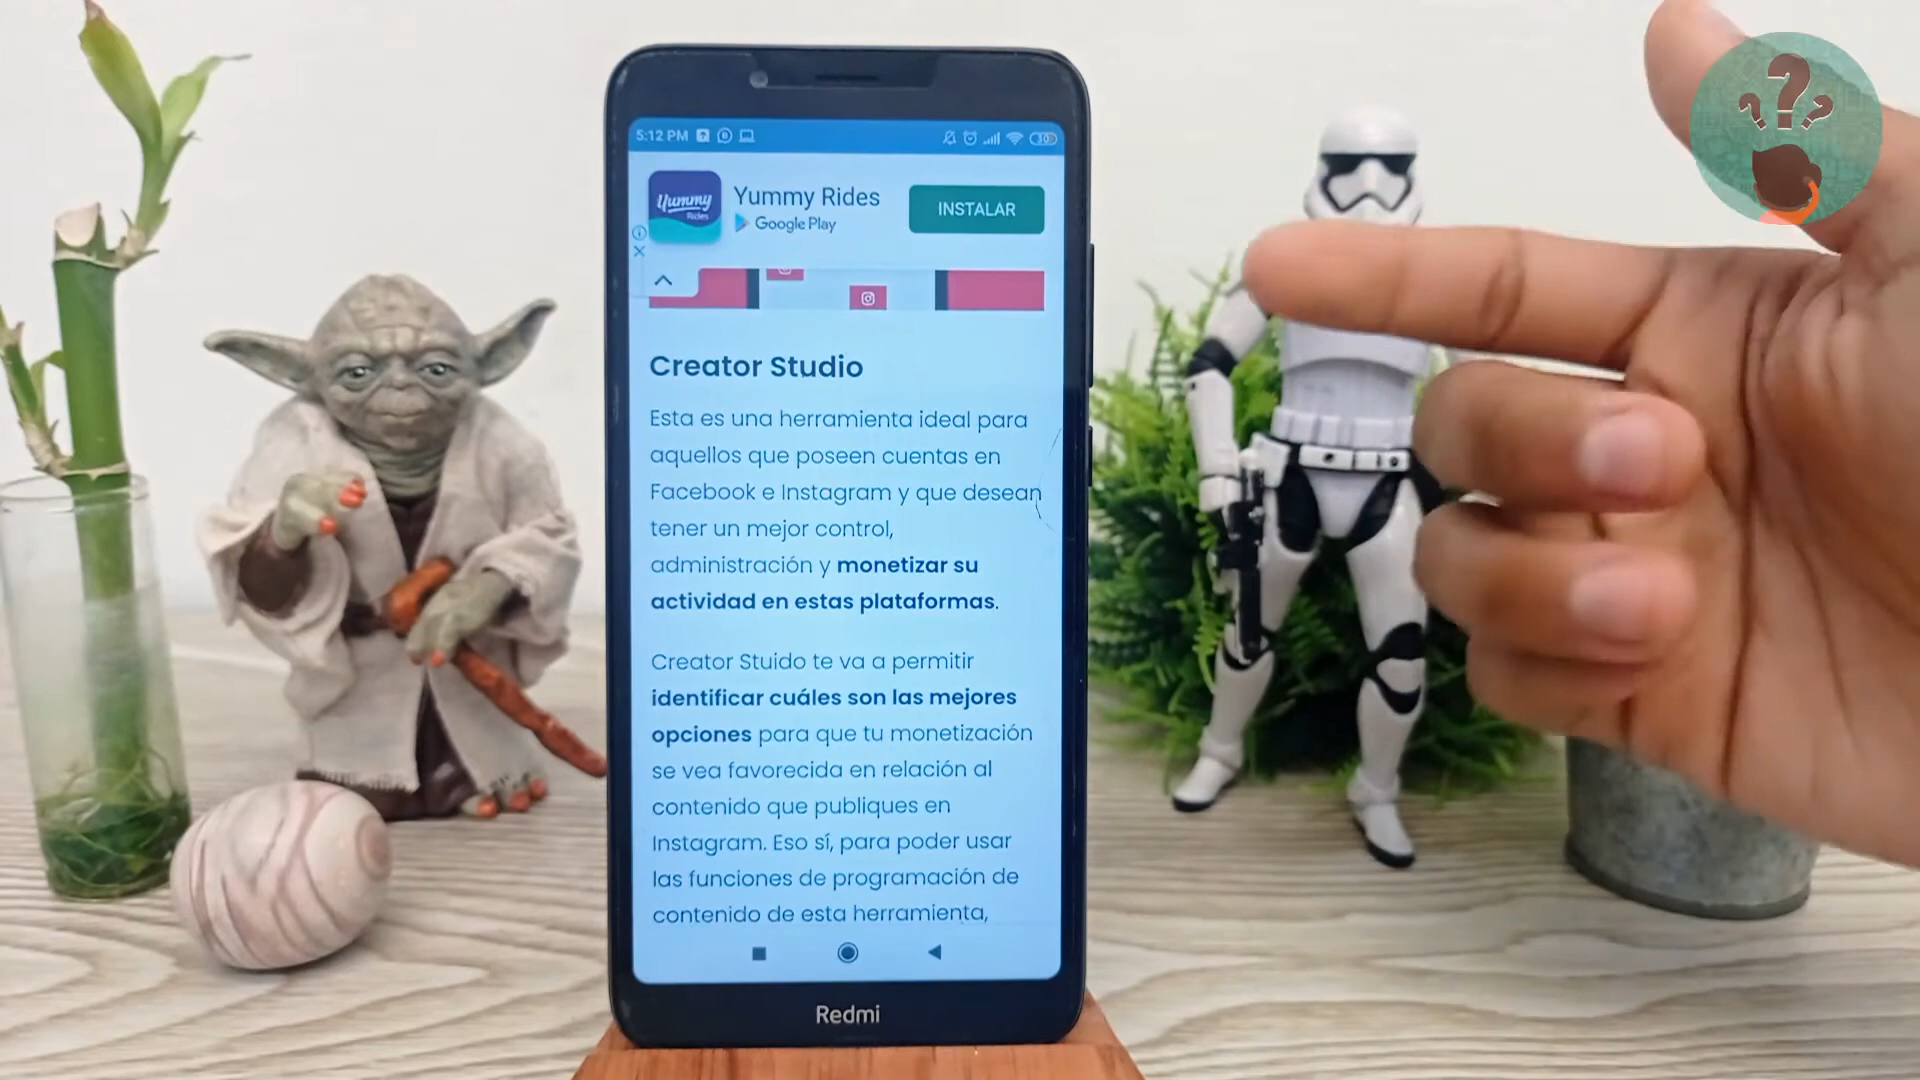 5:12 PM
30
Yummy
Rides
Yummy Rides
Google Play
INSTALAR
Creator Studio
Esta es una herramienta ideal para
aquellos que poseen cuentas en
Facebook e Instagram y que desean
tener un mejor control,
administración y monetizar su
actividad en estas plataformas.
Creator Stuido te va a permitir
identificar cuáles son las mejores
opciones para que tu monetización
se vea favorecida en relación al
contenido que publiques en
Instagram. Eso sí, para poder usar
las funciones de programación de
contenido de esta herramienta,
Redmi
???